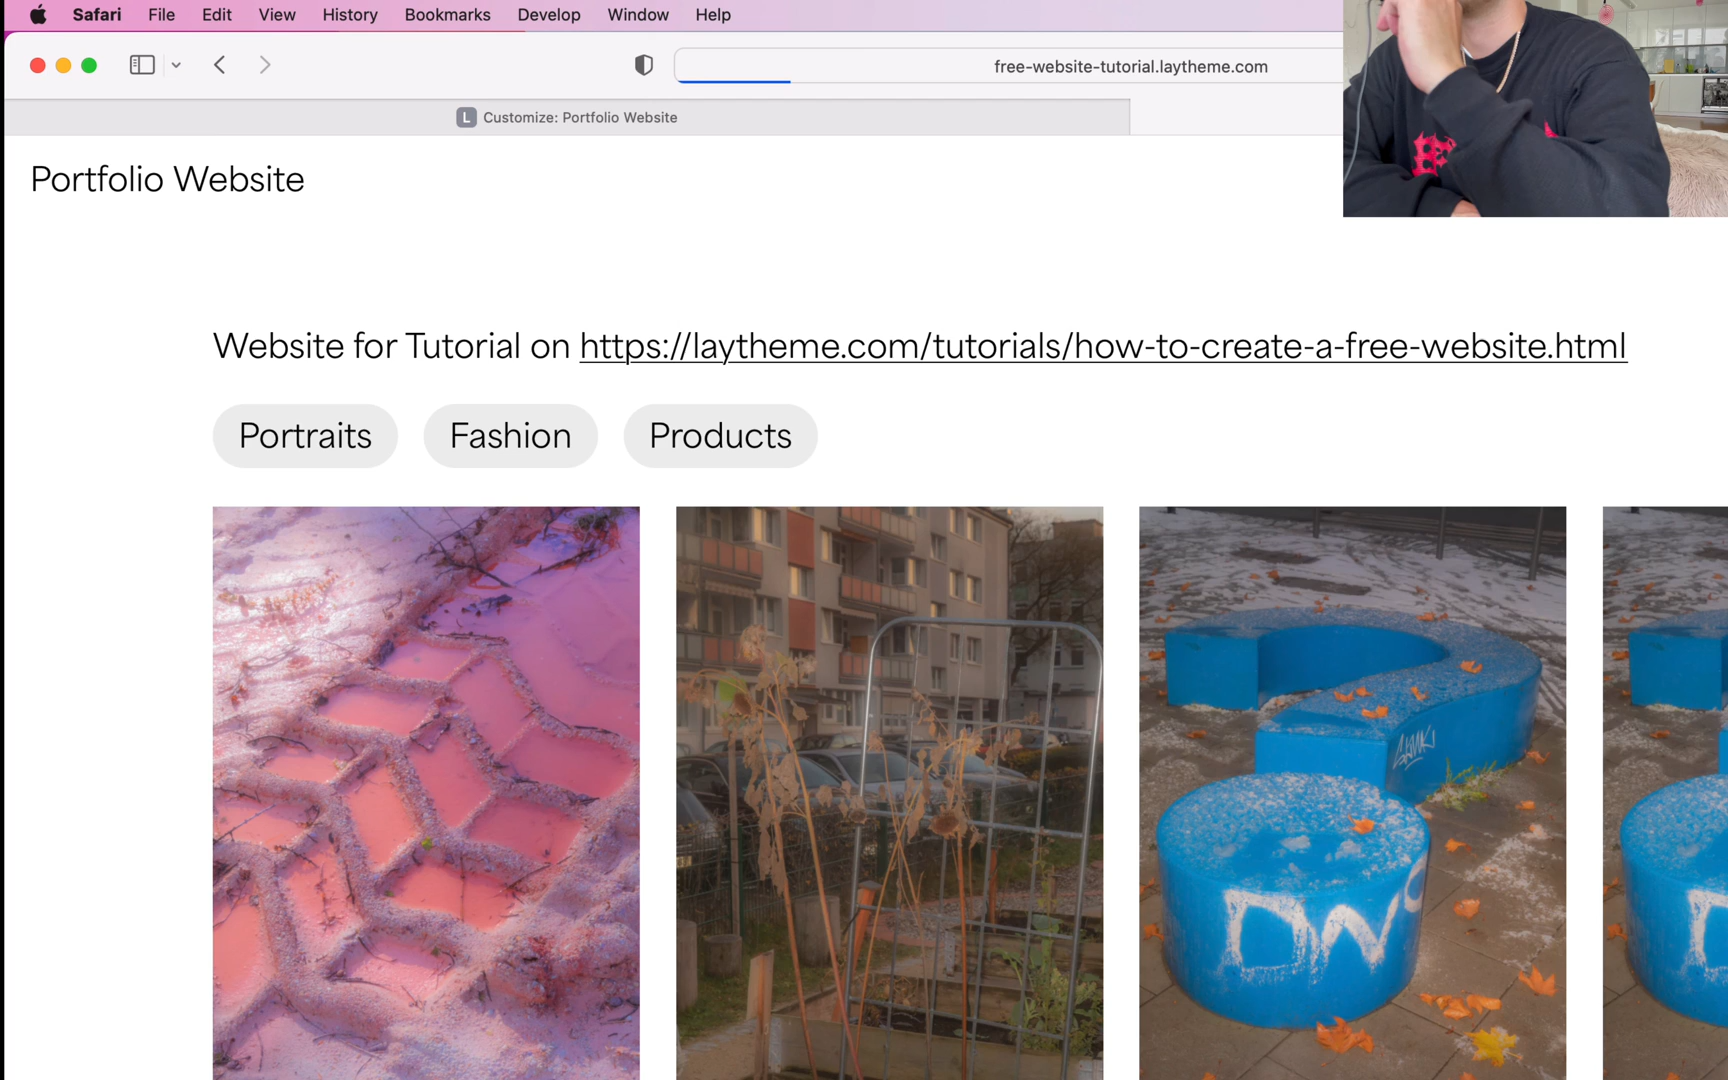 Safari File Edit View History Bookmarks Develop Window Help
free-website-tutorial.laytheme.com
L Customize: Portfolio Website
Portfolio Website
Website for Tutorial on https://laytheme.com/tutorials/how-to-create-a-free-website.html
Portraits Fashion Products